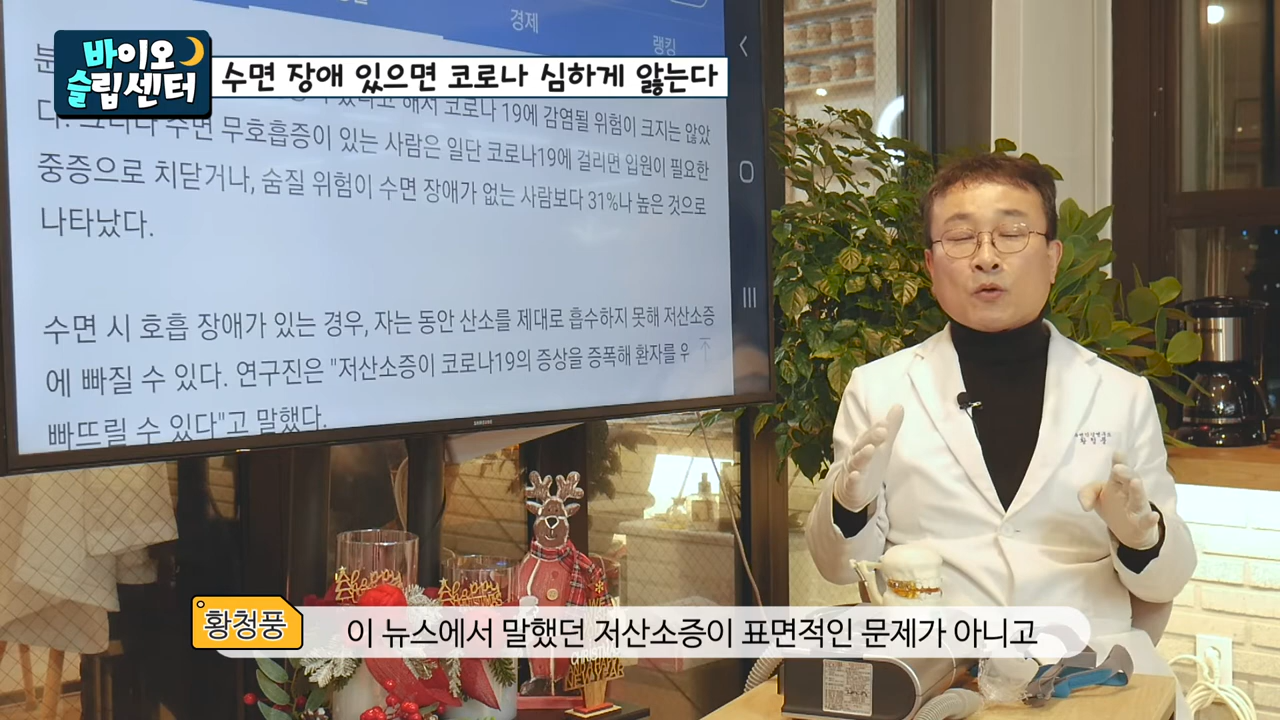 바이오
슬립센터
수면 장애 있으면 코로나 심하게 앓는다
경제
랭킹
해서 코로나 19에 감염될 위험이 크지는 않았
다. 그러나 수면 무호흡증이 있는 사람은 일단 코로나19에 걸리면 입원이 필요한
중증으로 치닫거나, 숨질 위험이 수면 장애가 없는 사람보다 31%나 높은 것으로
나타났다.
수면 시 호흡 장애가 있는 경우, 자는 동안 산소를 제대로 흡수하지 못해 저산소증
에 빠질 수 있다. 연구진은 "저산소증이 코로나19의 증상을 증폭해 환자를 위
빠뜨릴 수 있다"고 말했다.
SAMSUNG
황청풍
이 뉴스에서 말했던 저산소증이 표면적인 문제가 아니고